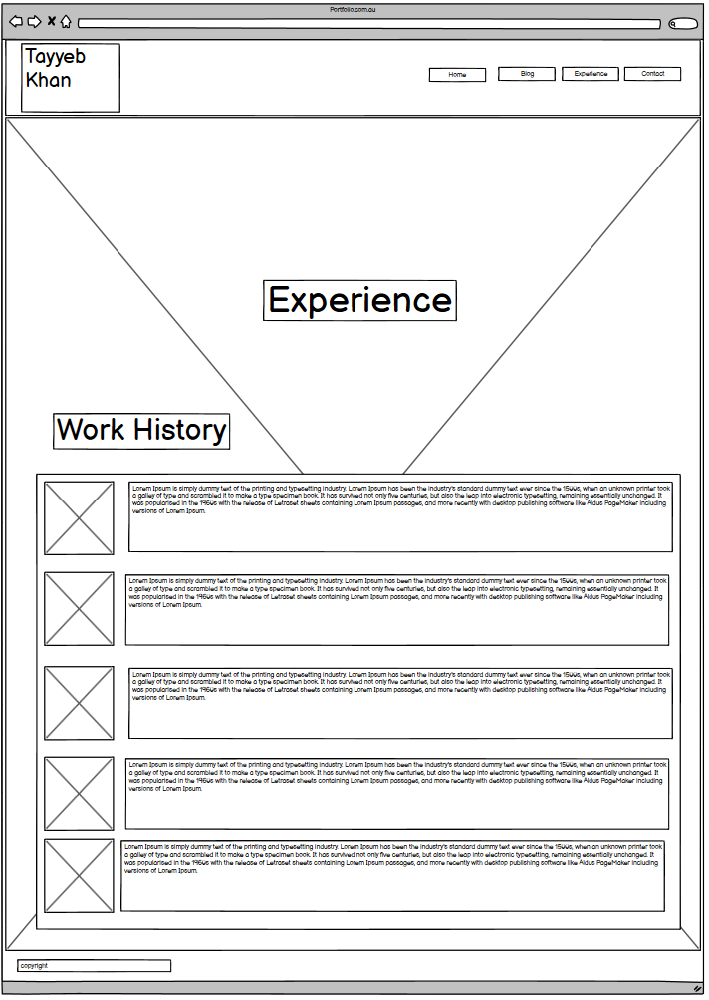 Portfolio.com.au
Tayyeb
Khan
Home
Blog
Experience
Contact
Experience
Work History
Lorem Ipsum is simply dummy text of the printing and typesetting industry. Lorem Ipsum has been the industry's standard dummy text ever since the 1500s, when an unknown printer took
a galley of type and scrambled it to make a type specimen book. It has survived not only five centuries, but also the leap into electronic typesetting, remaining essentially unchanged. It
was popularised in the 1960s with the release of Letraset sheets containing Lorem Ipsum passages, and more recently with desktop publishing software like Aldus PageMaker including
versions of Lorem Ipsum.
Lorem Ipsum is simply dummy text of the printing and typesetting industry. Lorem Ipsum has been the industry's standard dummy text ever since the 1500s, when an unknown printer took
a galley of type and scrambled it to make a type specimen book. It has survived not only five centuries, but also the leap into electronic typesetting, remaining essentially unchanged. It
was popularised in the 1960s with the release of Letraset sheets containing Lorem Ipsum passages, and more recently with desktop publishing software like Aldus PageMaker including
versions of Lorem Ipsum.
Lorem Ipsum is simply dummy text of the printing and typesetting industry. Lorem Ipsum has been the industry's standard dummy text ever since the 1500s, when an unknown printer took
a galley of type and scrambled it to make a type specimen book. It has survived not only five centuries, but also the leap into electronic typesetting, remaining essentially unchanged. It
was popularised in the 1960s with the release of Letraset sheets containing Lorem Ipsum passages, and more recently with desktop publishing software like Aldus PageMaker including
versions of Lorem Ipsum.
Lorem Ipsum is simply dummy text of the printing and typesetting industry. Lorem Ipsum has been the industry's standard dummy text ever since the 1500s, when an unknown printer took
a galley of type and scrambled it to make a type specimen book. It has survived not only five centuries, but also the leap into electronic typesetting, remaining essentially unchanged. It
was popularised in the 1960s with the release of Letraset sheets containing Lorem Ipsum passages, and more recently with desktop publishing software like Aldus PageMaker including
versions of Lorem Ipsum.
Lorem Ipsum is simply dummy text of the printing and typesetting industry. Lorem Ipsum has been the industry's standard dummy text ever since the 1500s, when an unknown printer took
a galley of type and scrambled it to make a type specimen book. It has survived not only five centuries, but also the leap into electronic typesetting, remaining essentially unchanged. It
was popularised in the 1960s with the release of Letraset sheets containing Lorem Ipsum passages, and more recently with desktop publishing software like Aldus PageMaker including
versions of Lorem Ipsum.
copyright